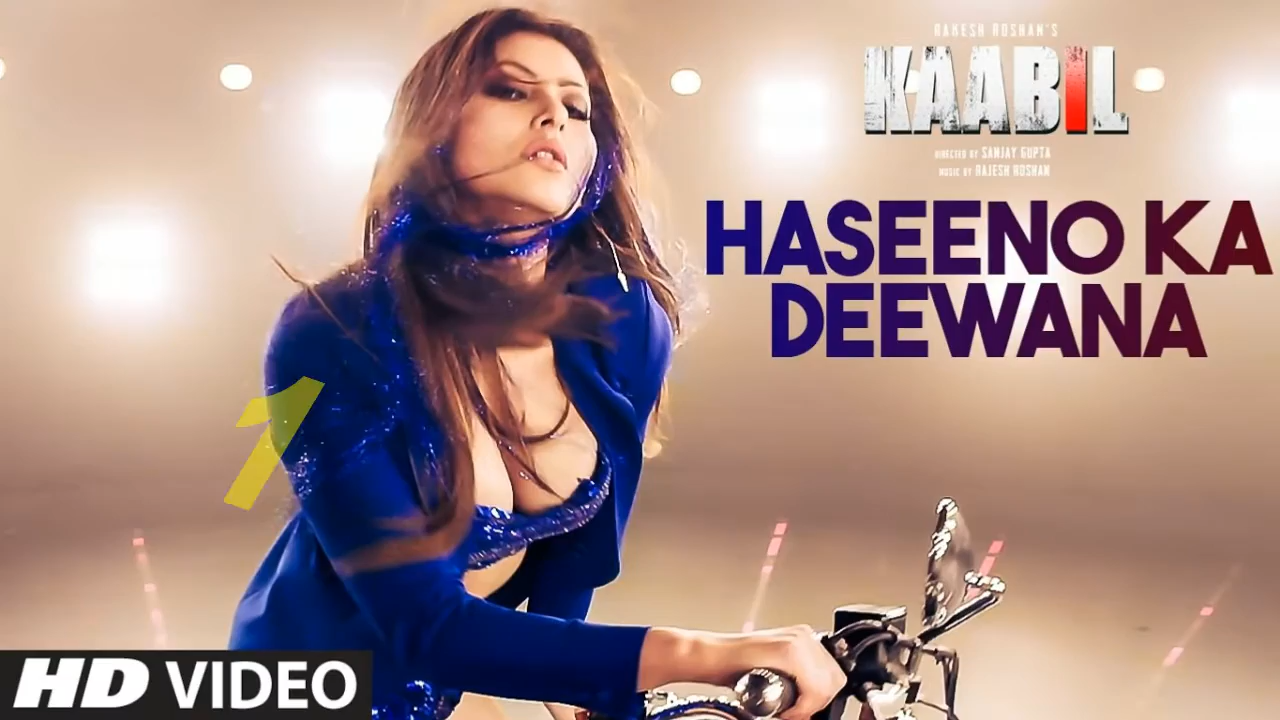 RAKESH ROSHAN'S
KAABIL
DIRECTED BY SANJAY GUPTA
MUSIC BY RAJESH ROSHAN
HASEENO KA
DEEWANA
1
HD VIDEO